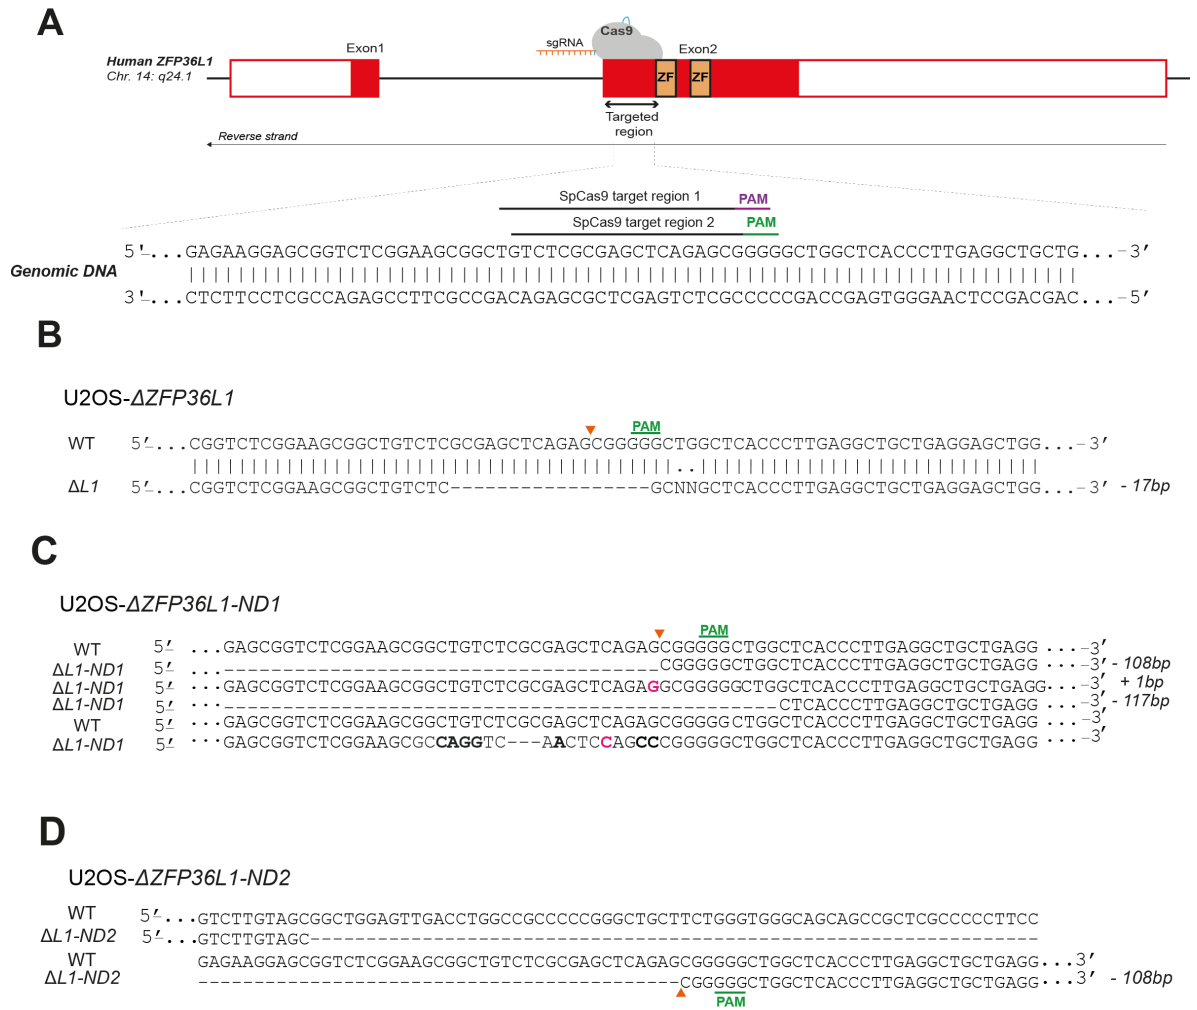 A
Human ZFP36L1
Chr. 14: q24.1
Exon1
sgRNA
Cas9
Exon2
ZF
ZF
Targeted
region
Reverse strand
SpCas9 target region 1
PAM
SpCas9 target region 2
PAM
Genomic DNA
5'...GAGAAGGAGCGGTCTCGGAAGCGGCTGTCTCGCGAGCTCAGAGCGGGGGCTGGCTCACCCTTGAGGCTGCTG...-3'
3'...CTCTTCCTCGCCAGAGCCTTCGCCGACAGAGCGCTCGAGTCTCGCCCCCGACCGAGTGGGAACTCCGACGAC...-5'
B
U2OS-ΔZFP36L1
PAM
WT 5'...CGGTCTCGGAAGCGGCTGTCTCGCGAGCTCAGAGCGGGGGCTGGCTCACCCTTGAGGCTGCTGAGGAGCTGG...-3'
ΔL1 5'...CGGTCTCGGAAGCGGCTGTCTC-----------------GCNNGCTCACCCTTGAGGCTGCTGAGGAGCTGG...-3' - 17bp
C
U2OS-ΔZFP36L1-ND1
PAM
WT 5' ...GAGCGGTCTCGGAAGCGGCTGTCTCGCGAGCTCAGAGCGGGGGCTGGCTCACCCTTGAGGCTGCTGAGG...-3'
ΔL1-ND1 5' ...-------------------------------------CGGGGGCTGGCTCACCCTTGAGGCTGCTGAGG...-3' - 108bp
ΔL1-ND1 5' ...GAGCGGTCTCGGAAGCGGCTGTCTCGCGAGCTCAGAGGCGGGGGCTGGCTCACCCTTGAGGCTGCTGAGG...-3' + 1bp
ΔL1-ND1 5' ...-----------------------------------------------CTCACCCTTGAGGCTGCTGAGG...-3' - 117bp
WT 5' ...GAGCGGTCTCGGAAGCGGCTGTCTCGCGAGCTCAGAGCGGGGGCTGGCTCACCCTTGAGGCTGCTGAGG...-3'
ΔL1-ND1 5' ...GAGCGGTCTCGGAAGCGCCAGGTC---AACTCCAGCCCGGGGGCTGGCTCACCCTTGAGGCTGCTGAGG...-3'
D
U2OS-ΔZFP36L1-ND2
WT 5'...GTCTTGTAGCGGCTGGAGTTGACCTGGCCGCCCCCGGGCTGCTTCTGGGTGGGCAGCAGCCGCTCGCCCCCTTCC
ΔL1-ND2 5'...GTCTTGTAGC--------------------------------------------------------------
WT GAGAAGGAGCGGTCTCGGAAGCGGCTGTCTCGCGAGCTCAGAGCGGGGGCTGGCTCACCCTTGAGGCTGCTGAGG...-3'
ΔL1-ND2 -------------------------------------------CGGGGGCTGGCTCACCCTTGAGGCTGCTGAGG...-3' - 108bp
PAM